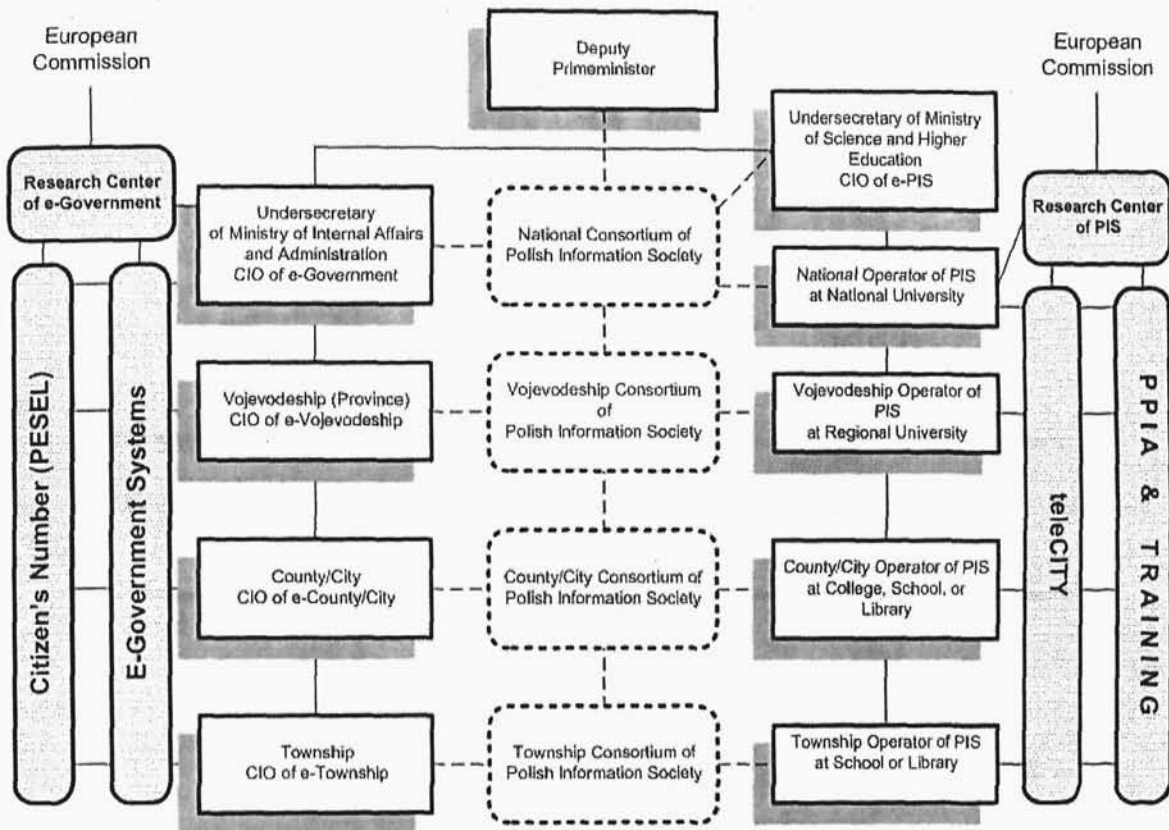 European
Commission
Deputy
Primeminister
European
Commission
Undersecretary of Ministry
of Science and Higher
Education
CIO of e-PIS
Research Center
of e-Government
Undersecretary
of Ministry of Internal Affairs
and Administration
CIO of e-Government
National Consortium of
Polish Information Society
Research Center
of PIS
National Operator of PIS
at National University
Citizen's Number (PESEL)
E-Government Systems
Vojevodeship (Province)
CIO of e-Vojevodeship
Vojevodeship Consortium
of
Polish Information Society
Vojevodeship Operator of
PIS
at Regional University
teleCITY
PPIA & TRAINING
County/City
CIO of e-County/City
County/City Consortium of
Polish Information Society
County/City Operator of PIS
at College, School, or
Library
Township
CIO of e-Township
Township Consortium of
Polish Information Society
Township Operator of PIS
at School or Library